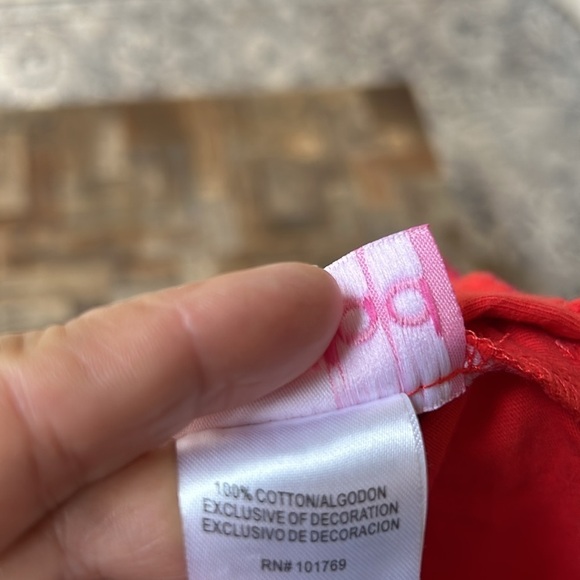 100% COTTON/ALGODON
EXCLUSIVE OF DECORATION
EXCLUSIVO DE DECORACION
RN# 101769